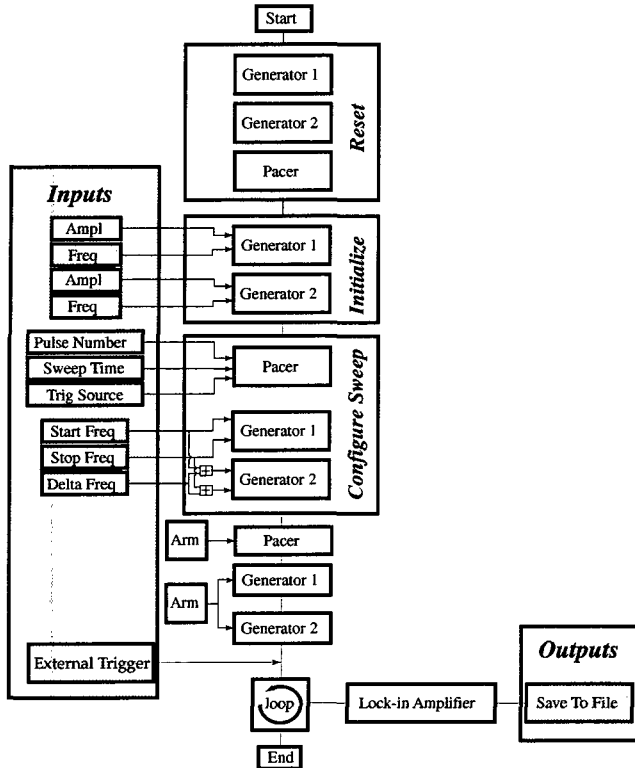 Start
Generator 1
Generator 2
Pacer
Reset
Inputs
Ampl
Freq
Ampl
Freq
Generator 1
Generator 2
Initialize
Pulse Number
Sweep Time
Trig Source
Start Freq
Stop Freq
Delta Freq
Pacer
Generator 1
Generator 2
Configure Sweep
Arm
Pacer
Arm
Generator 1
Generator 2
External Trigger
Outputs
loop
Lock-in Amplifier
Save To File
End